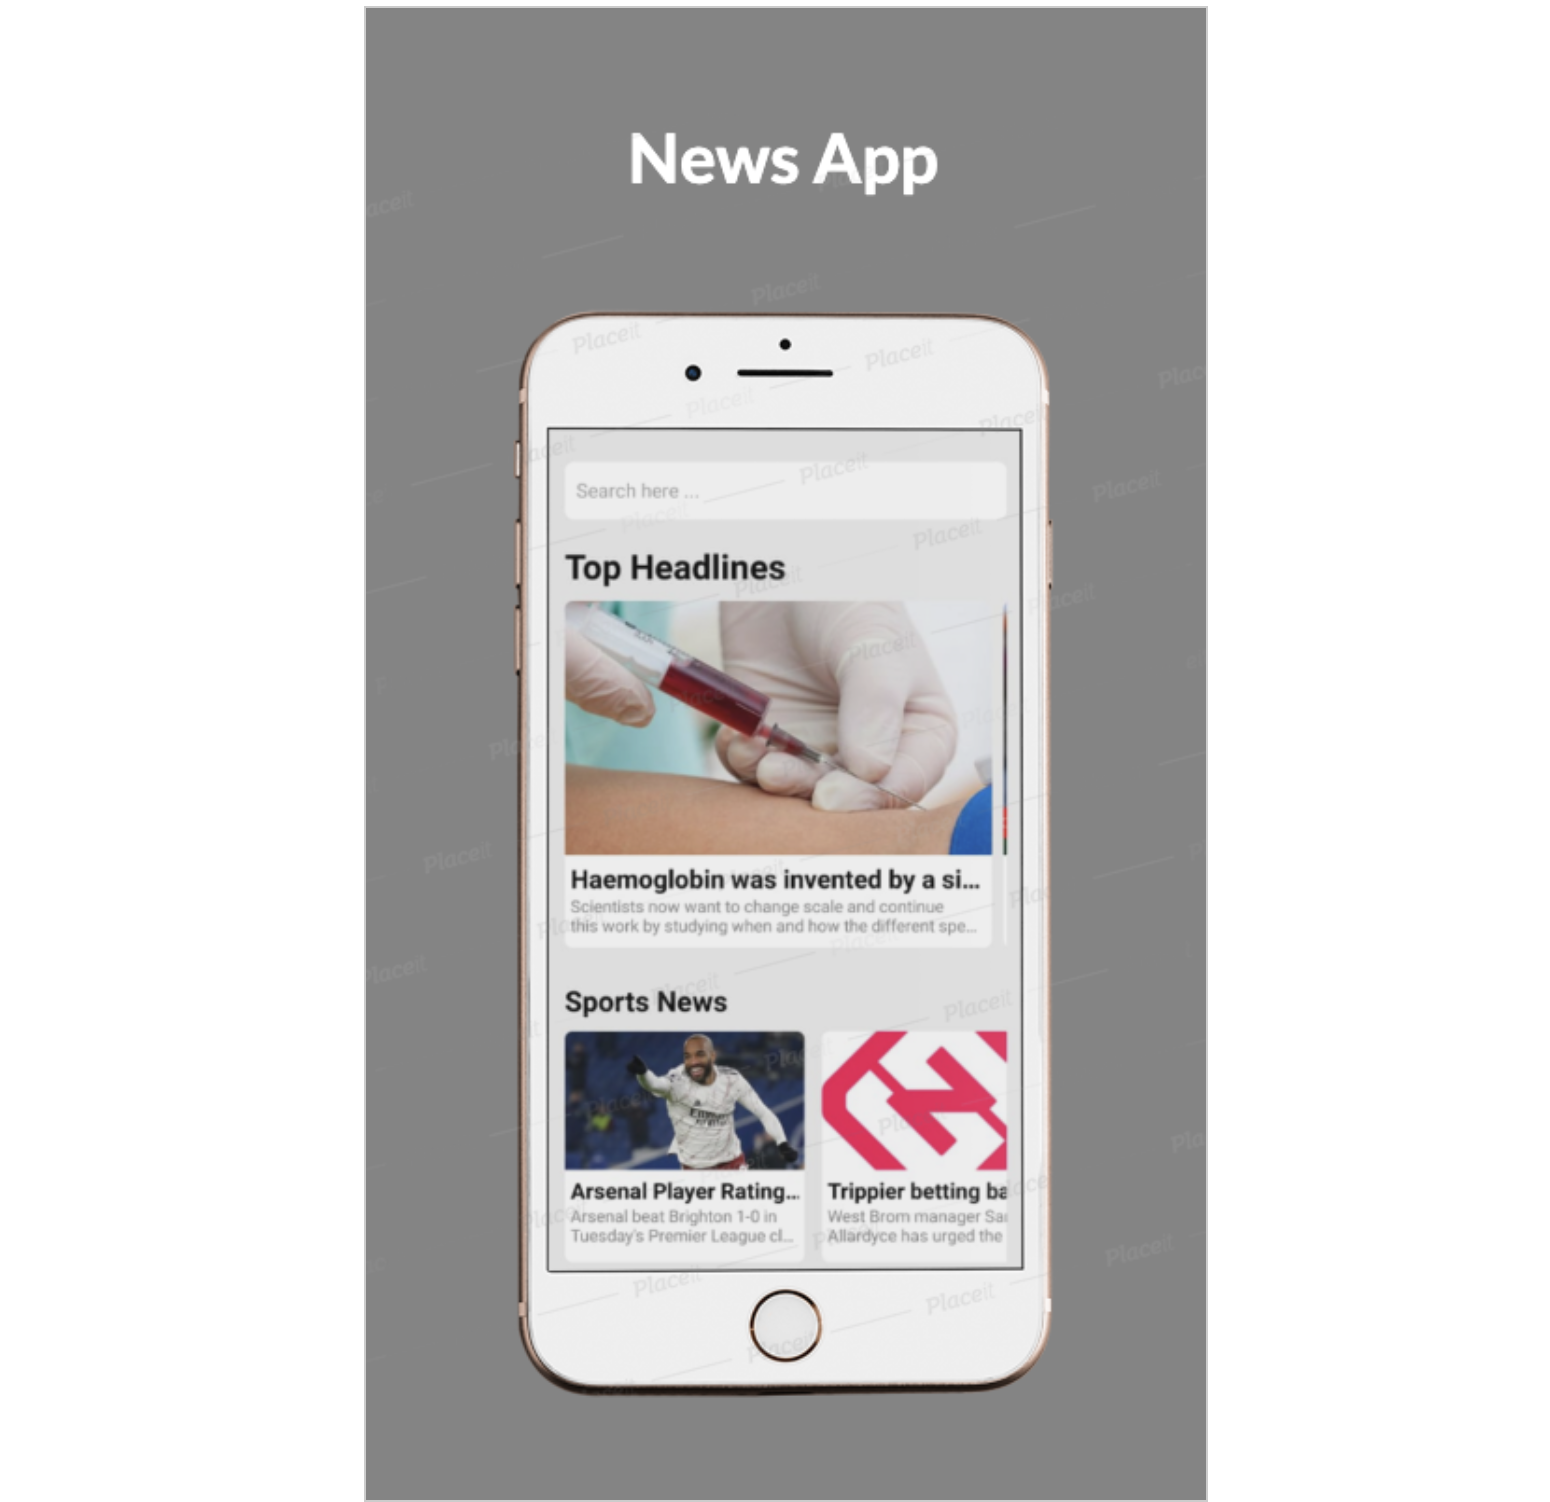 News App
Search here ...
Top Headlines
Haemoglobin was invented by a si...
Scientists now want to change scale and continue
this work by studying when and how the different spe...
Sports News
Arsenal Player Rating...
Arsenal beat Brighton 1-0 in
Tuesday's Premier League cl...
Trippier betting ba
West Brom manager Sa
Allardyce has urged the
Placeit